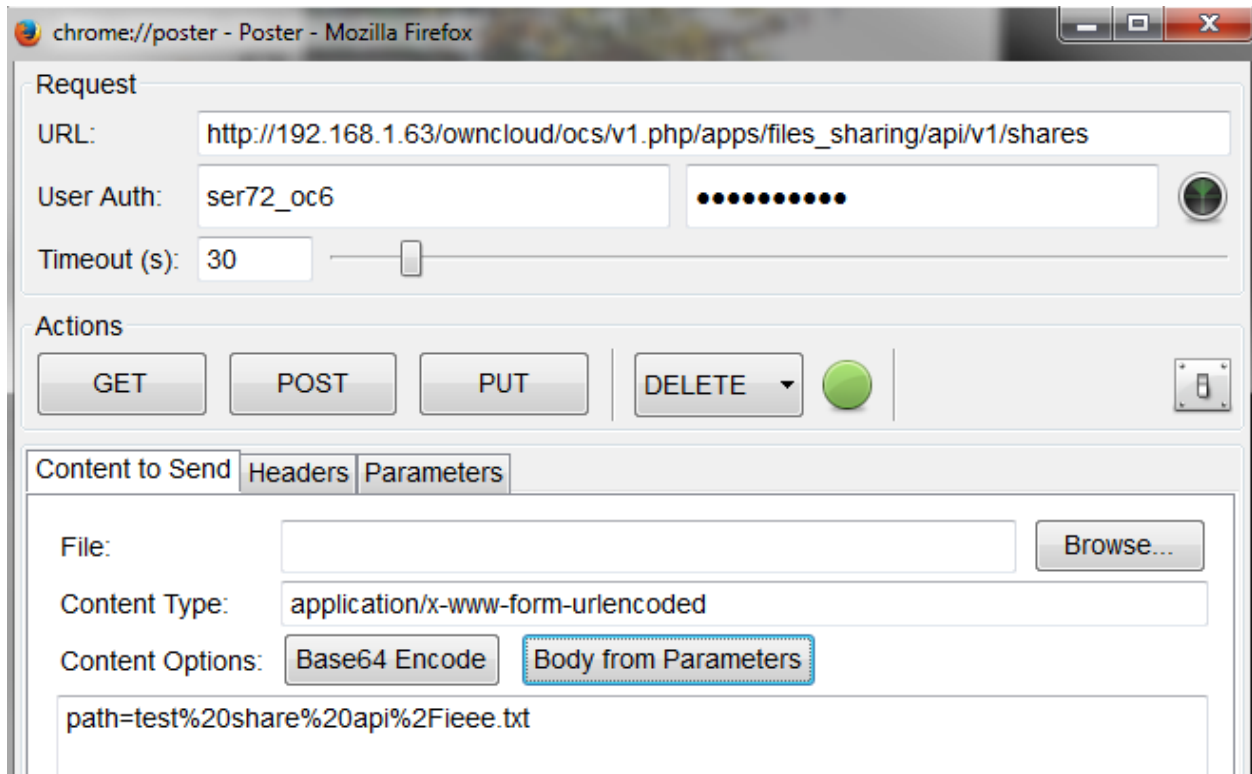 chrome://poster - Poster - Mozilla Firefox
Request
URL: http://192.168.1.63/owncloud/ocs/v1.php/apps/files_sharing/api/v1/shares
User Auth: ser72_oc6 ●●●●●●●●●●
Timeout (s): 30
Actions
GET POST PUT DELETE
Content to Send Headers Parameters
File: Browse...
Content Type: application/x-www-form-urlencoded
Content Options: Base64 Encode Body from Parameters
path=test%20share%20api%2Fieee.txt